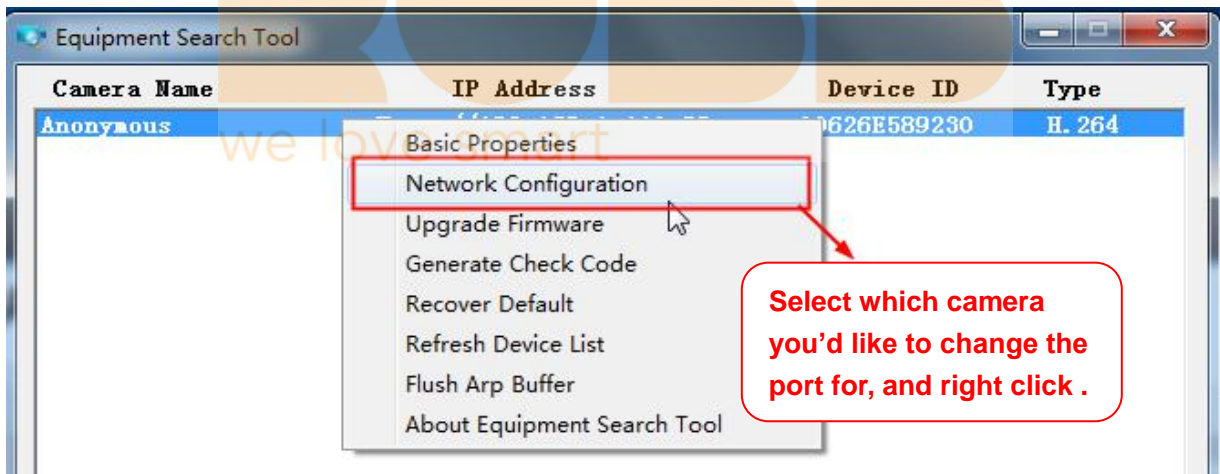 Equipment Search Tool
Camera Name IP Address Device ID Type
Anonymous H.264
we love smart
Basic Properties
Network Configuration
Upgrade Firmware
Generate Check Code
Recover Default
Refresh Device List
Flush Arp Buffer
About Equipment Search Tool
Select which camera
you’d like to change the
port for, and right click .